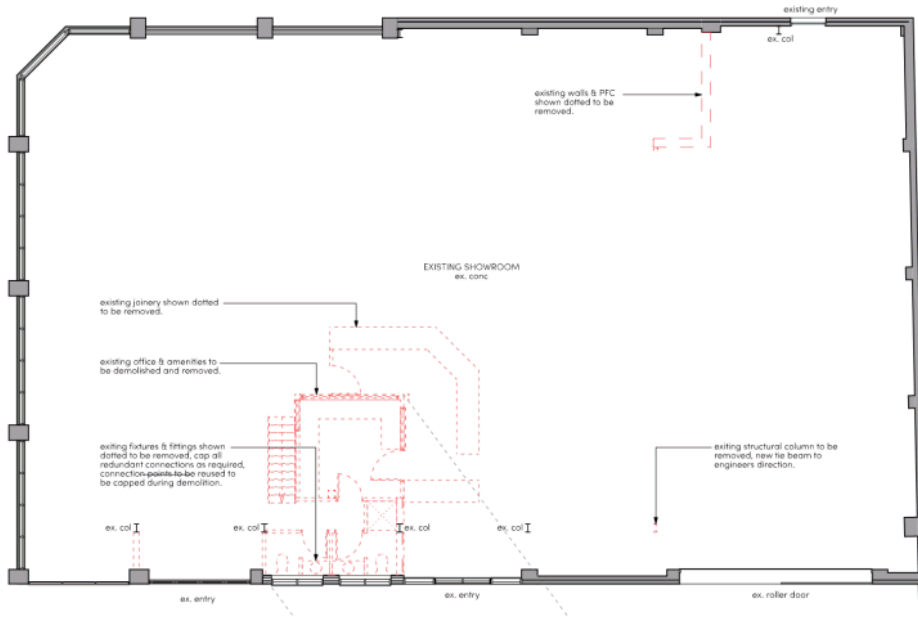 existing entry
ex. col
existing walls & PFC
shown dotted to be
removed.
EXISTING SHOWROOM
ex. conc
existing joinery shown dotted
to be removed.
existing office & amenities to
be demolished and removed.
exiting fixtures & fittings shown
dotted to be removed, cap all
redundant connections as required,
connection points to be reused to
be capped during demolition.
exiting structural column to be
removed, new tie beam to
engineers direction.
ex. col
ex. col
ex. col
ex. col
ex. entry
ex. entry
ex. roller door